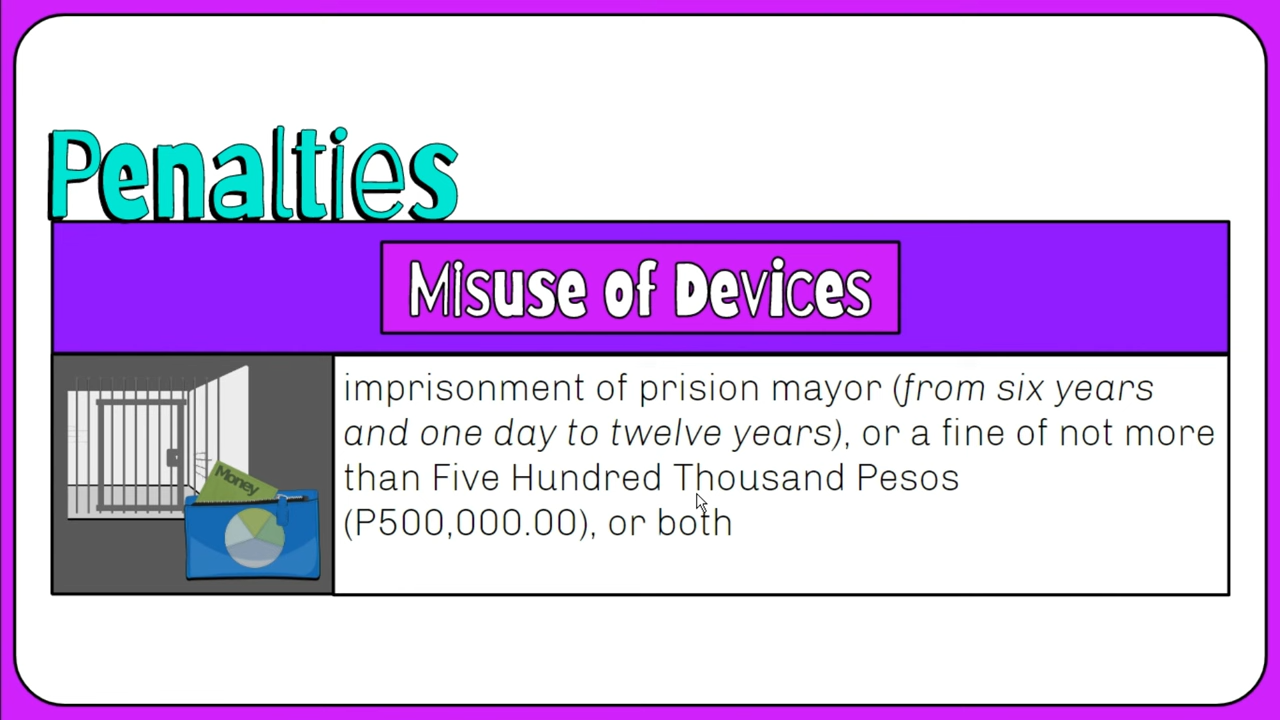 Penalties
Misuse of Devices
imprisonment of prision mayor (from six years
and one day to twelve years), or a fine of not more
than Five Hundred Thousand Pesos
(P500,000.00), or both
Money